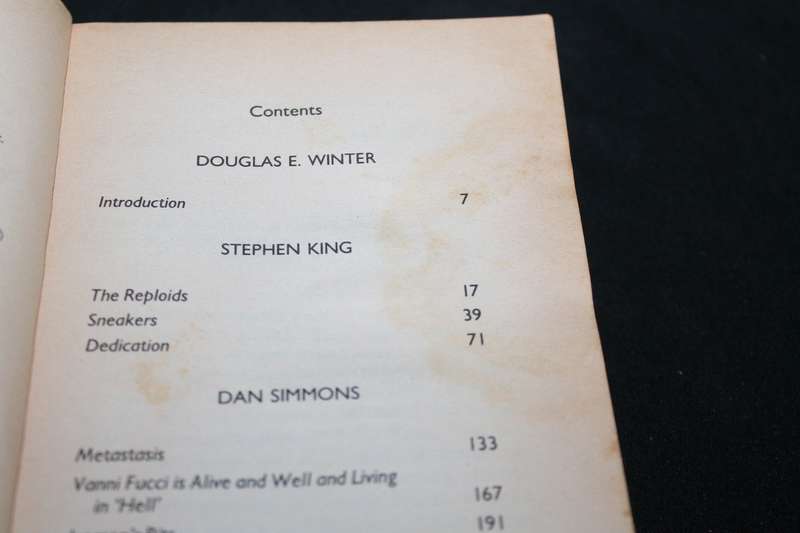 Contents
DOUGLAS E. WINTER
Introduction 7
STEPHEN KING
The Reploids 17
Sneakers 39
Dedication 71
DAN SIMMONS
Metastasis 133
Vanni Fucci is Alive and Well and Living
in "Hell" 167
191